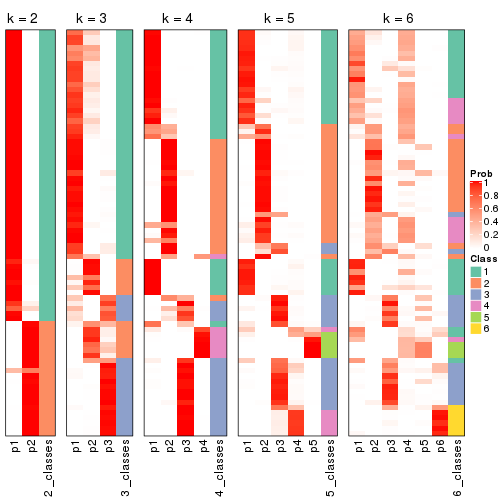 k = 2
k = 3
k = 4
k = 5
k = 6
Prob
1
0.8
0.6
0.4
0.2
0
Class
1
2
3
4
5
6
p1
p2
2_classes
p1
p2
p3
3_classes
p1
p2
p3
p4
4_classes
p1
p2
p3
p4
p5
5_classes
p1
p2
p3
p4
p5
p6
6_classes